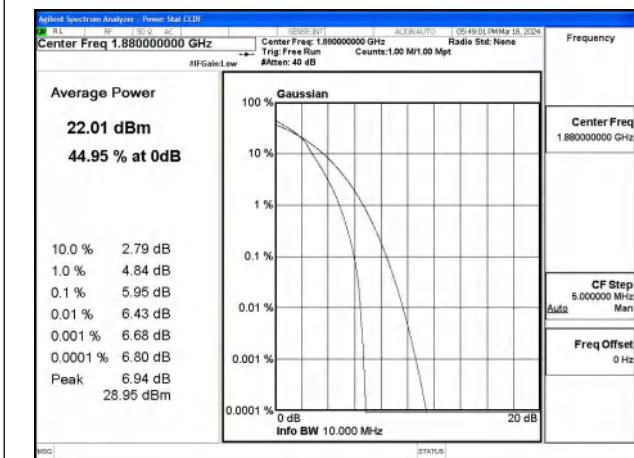 Agilent Spectrum Analyzer - Power Stat CCDF
RL RF 50 Ω AC SENSE:INT ALIGN AUTO 05:49:01 PM Mar 18, 2024
Center Freq 1.880000000 GHz
Center Freq: 1.880000000 GHz Radio Std: None
Trig: Free Run Counts:1.00 M/1.00 Mpt
#IFGain:Low #Atten: 40 dB
Frequency
Average Power
22.01 dBm
44.95 % at 0dB
10.0 % 2.79 dB
1.0 % 4.84 dB
0.1 % 5.95 dB
0.01 % 6.43 dB
0.001 % 6.68 dB
0.0001 % 6.80 dB
Peak 6.94 dB
28.95 dBm
Gaussian
100 %
10 %
1 %
0.1 %
0.01 %
0.001 %
0.0001 %
0 dB 20 dB
Info BW 10.000 MHz
Center Freq
1.880000000 GHz
CF Step
5.000000 MHz
Auto Man
Freq Offset
0 Hz
MSG STATUS